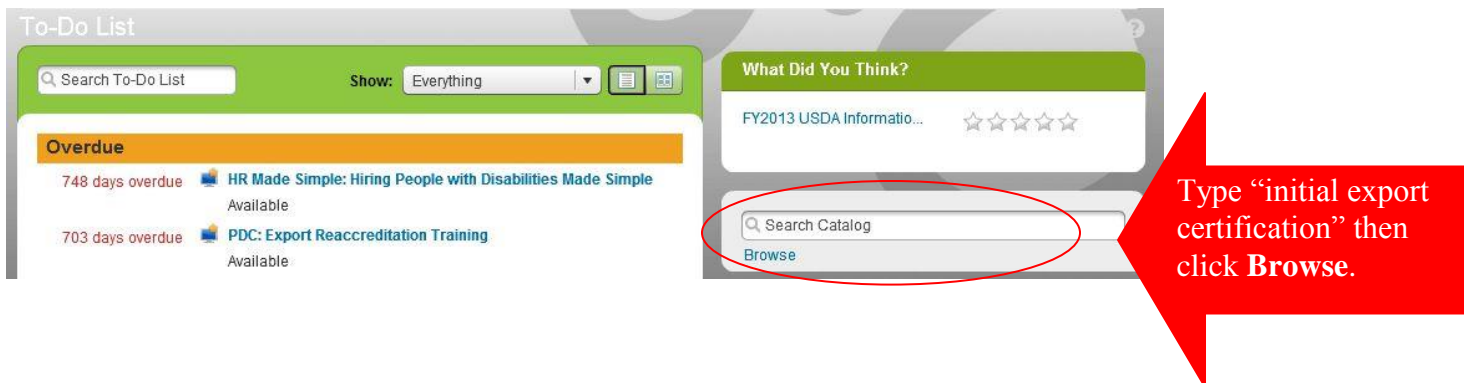 To-Do List
?
Search To-Do List
Show: Everything
Overdue
748 days overdue HR Made Simple: Hiring People with Disabilities Made Simple
Available
703 days overdue PDC: Export Reaccreditation Training
Available
What Did You Think?
FY2013 USDA Informatio...
Search Catalog
Browse
Type “initial export
certification” then
click Browse.